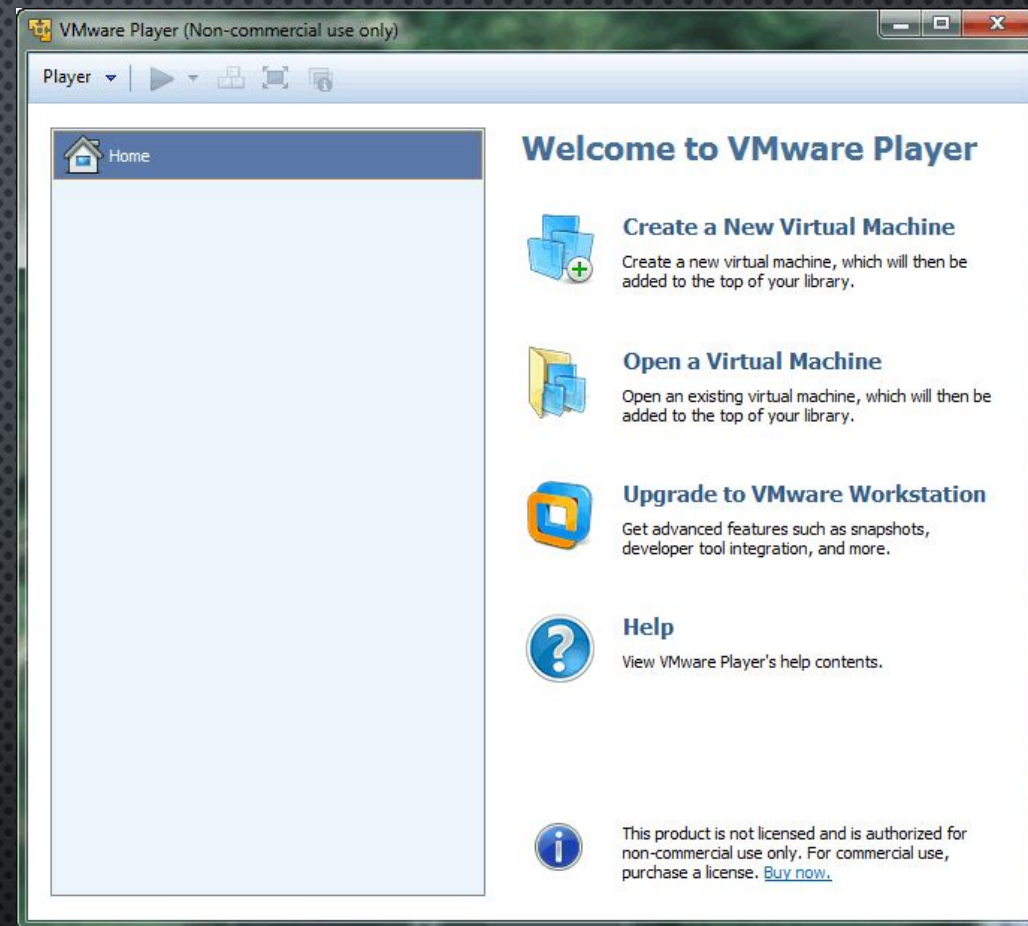 VMware Player (Non-commercial use only)
Player
Home
Welcome to VMware Player
Create a New Virtual Machine
Create a new virtual machine, which will then be
added to the top of your library.
Open a Virtual Machine
Open an existing virtual machine, which will then be
added to the top of your library.
Upgrade to VMware Workstation
Get advanced features such as snapshots,
developer tool integration, and more.
Help
View VMware Player's help contents.
This product is not licensed and is authorized for
non-commercial use only. For commercial use,
purchase a license. Buy now.